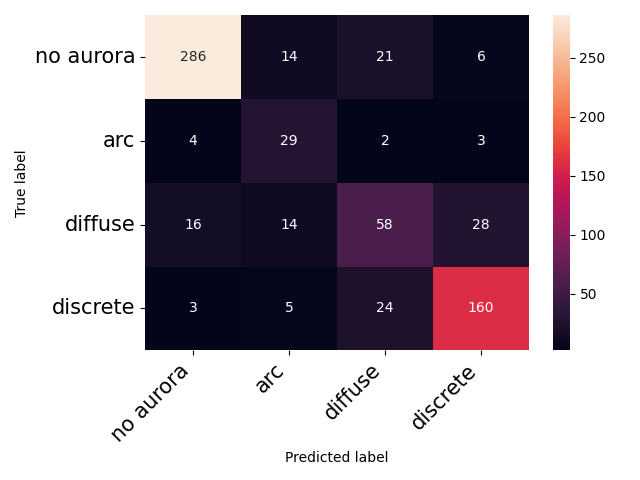 no aurora 286 14 21 6
arc 4 29 2 3
diffuse 16 14 58 28
discrete 3 5 24 160
True label
no aurora arc diffuse discrete
Predicted label
250
200
150
100
50